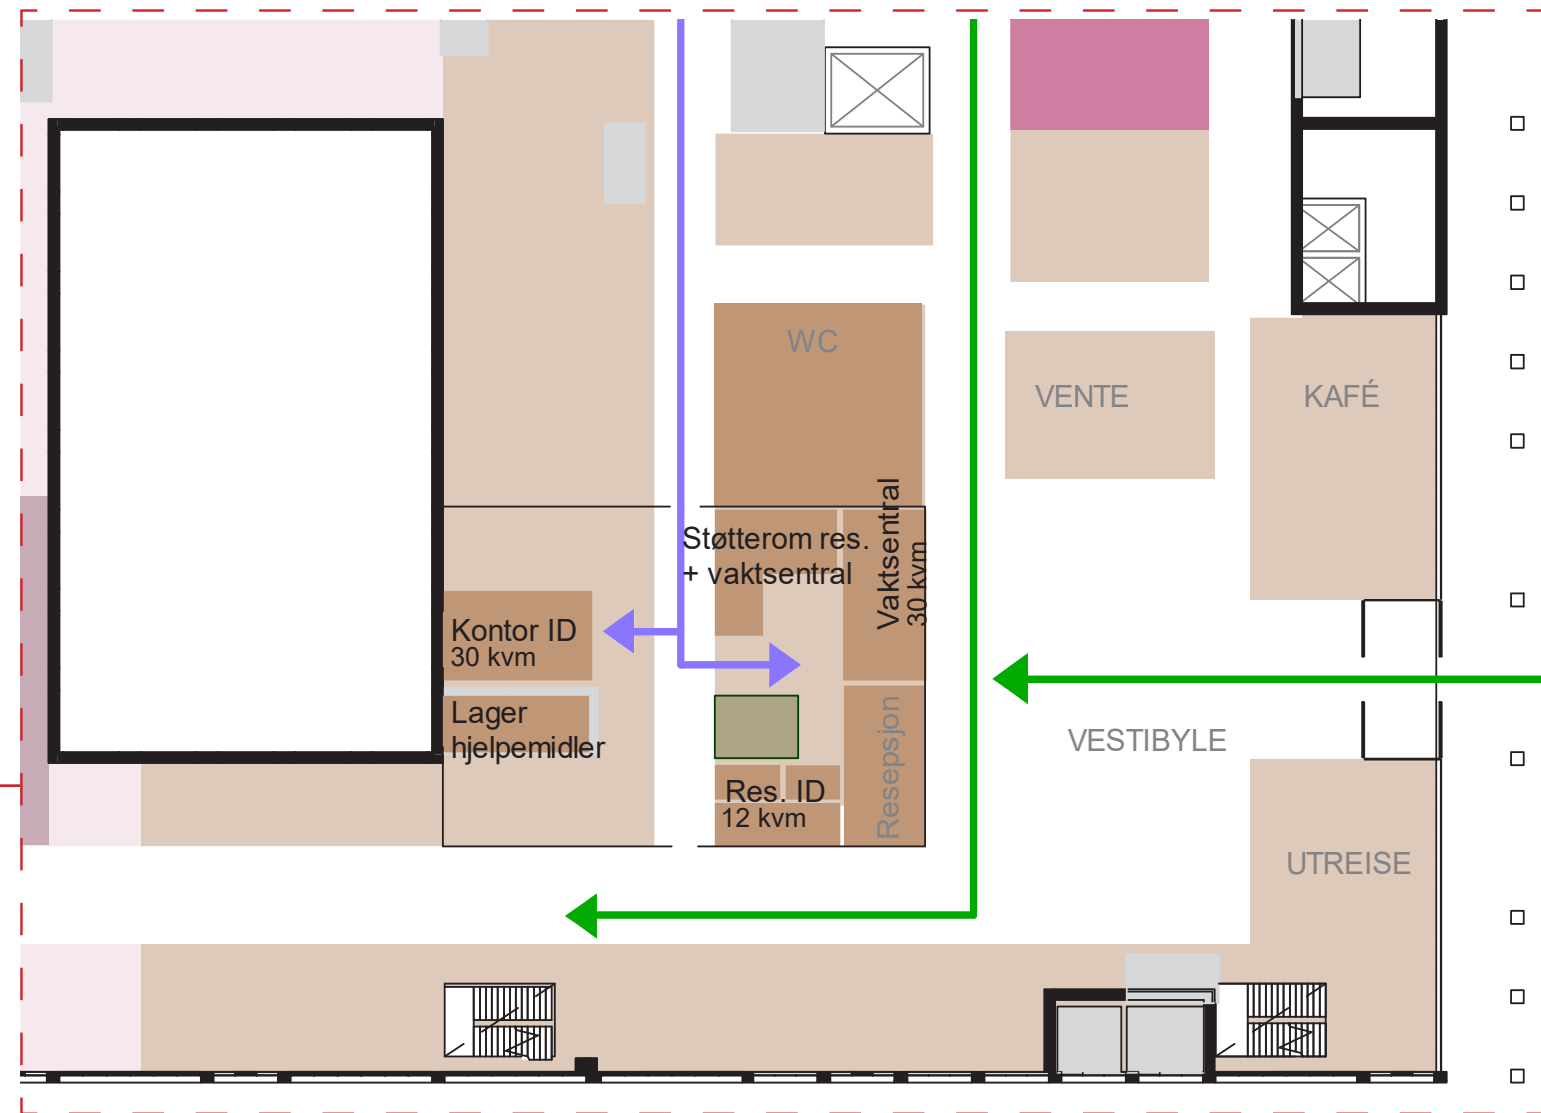 WC
VENTE
KAFÉ
Støtterom res.
+ vaktsentral
Vaktsentral
30 kvm
Kontor ID
30 kvm
Lager
hjelpemidler
Res. ID
12 kvm
Resepsjon
VESTIBYLE
UTREISE